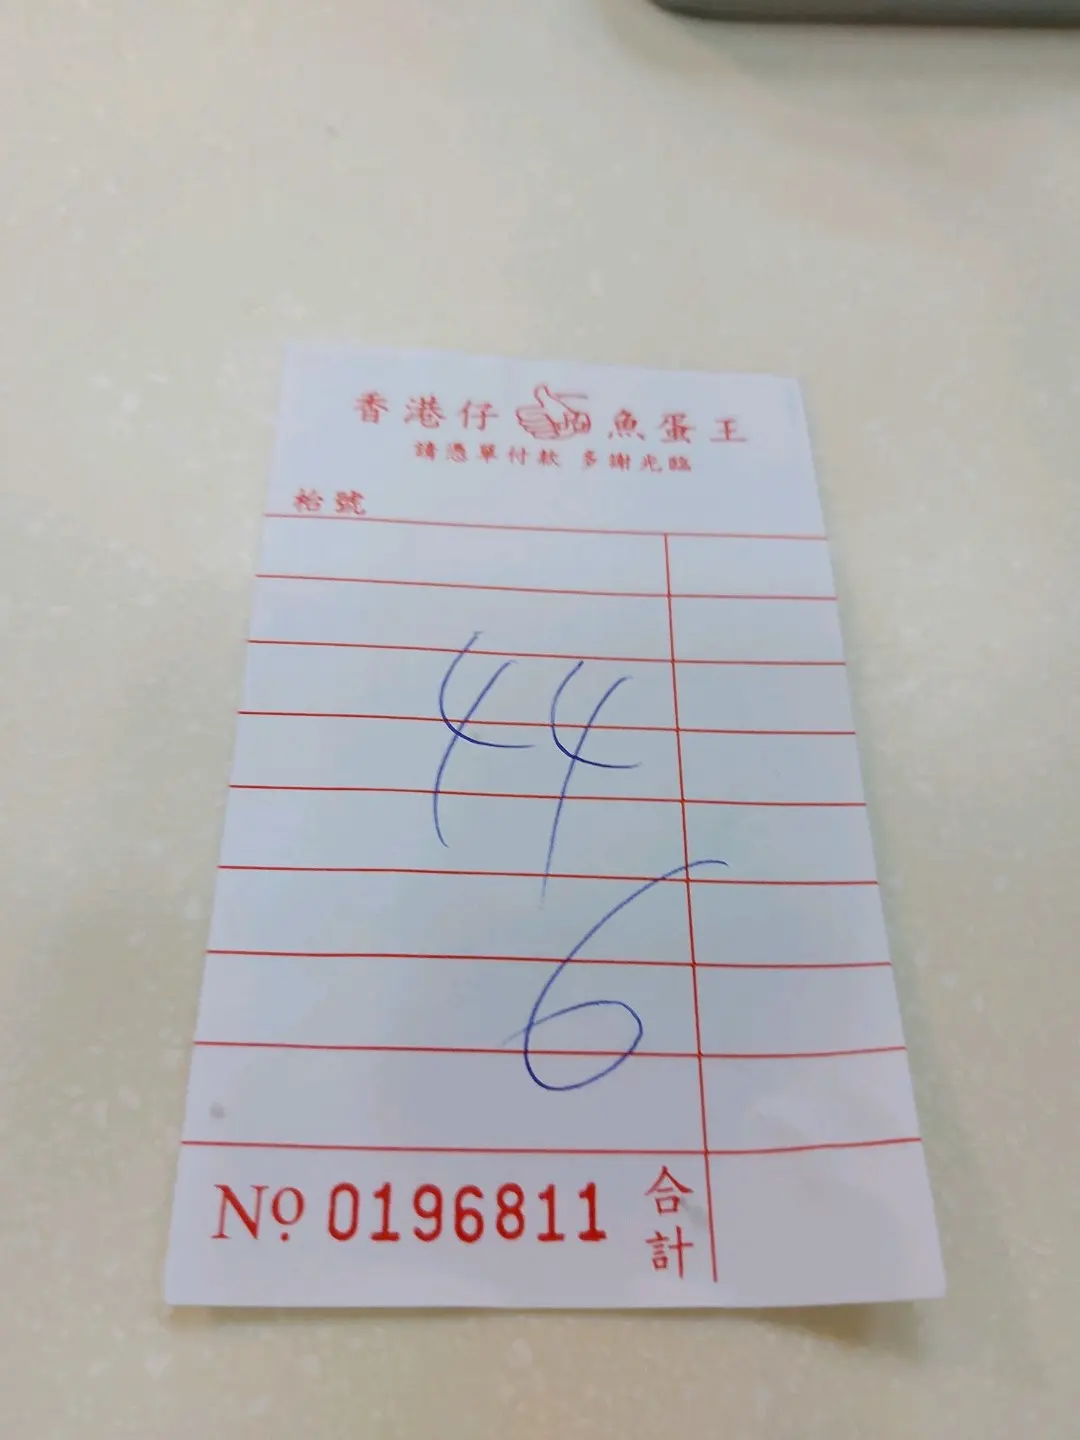 香港仔 魚蛋王
請憑單付款 多謝光臨
枱號
44
6
No. 0196811 合計